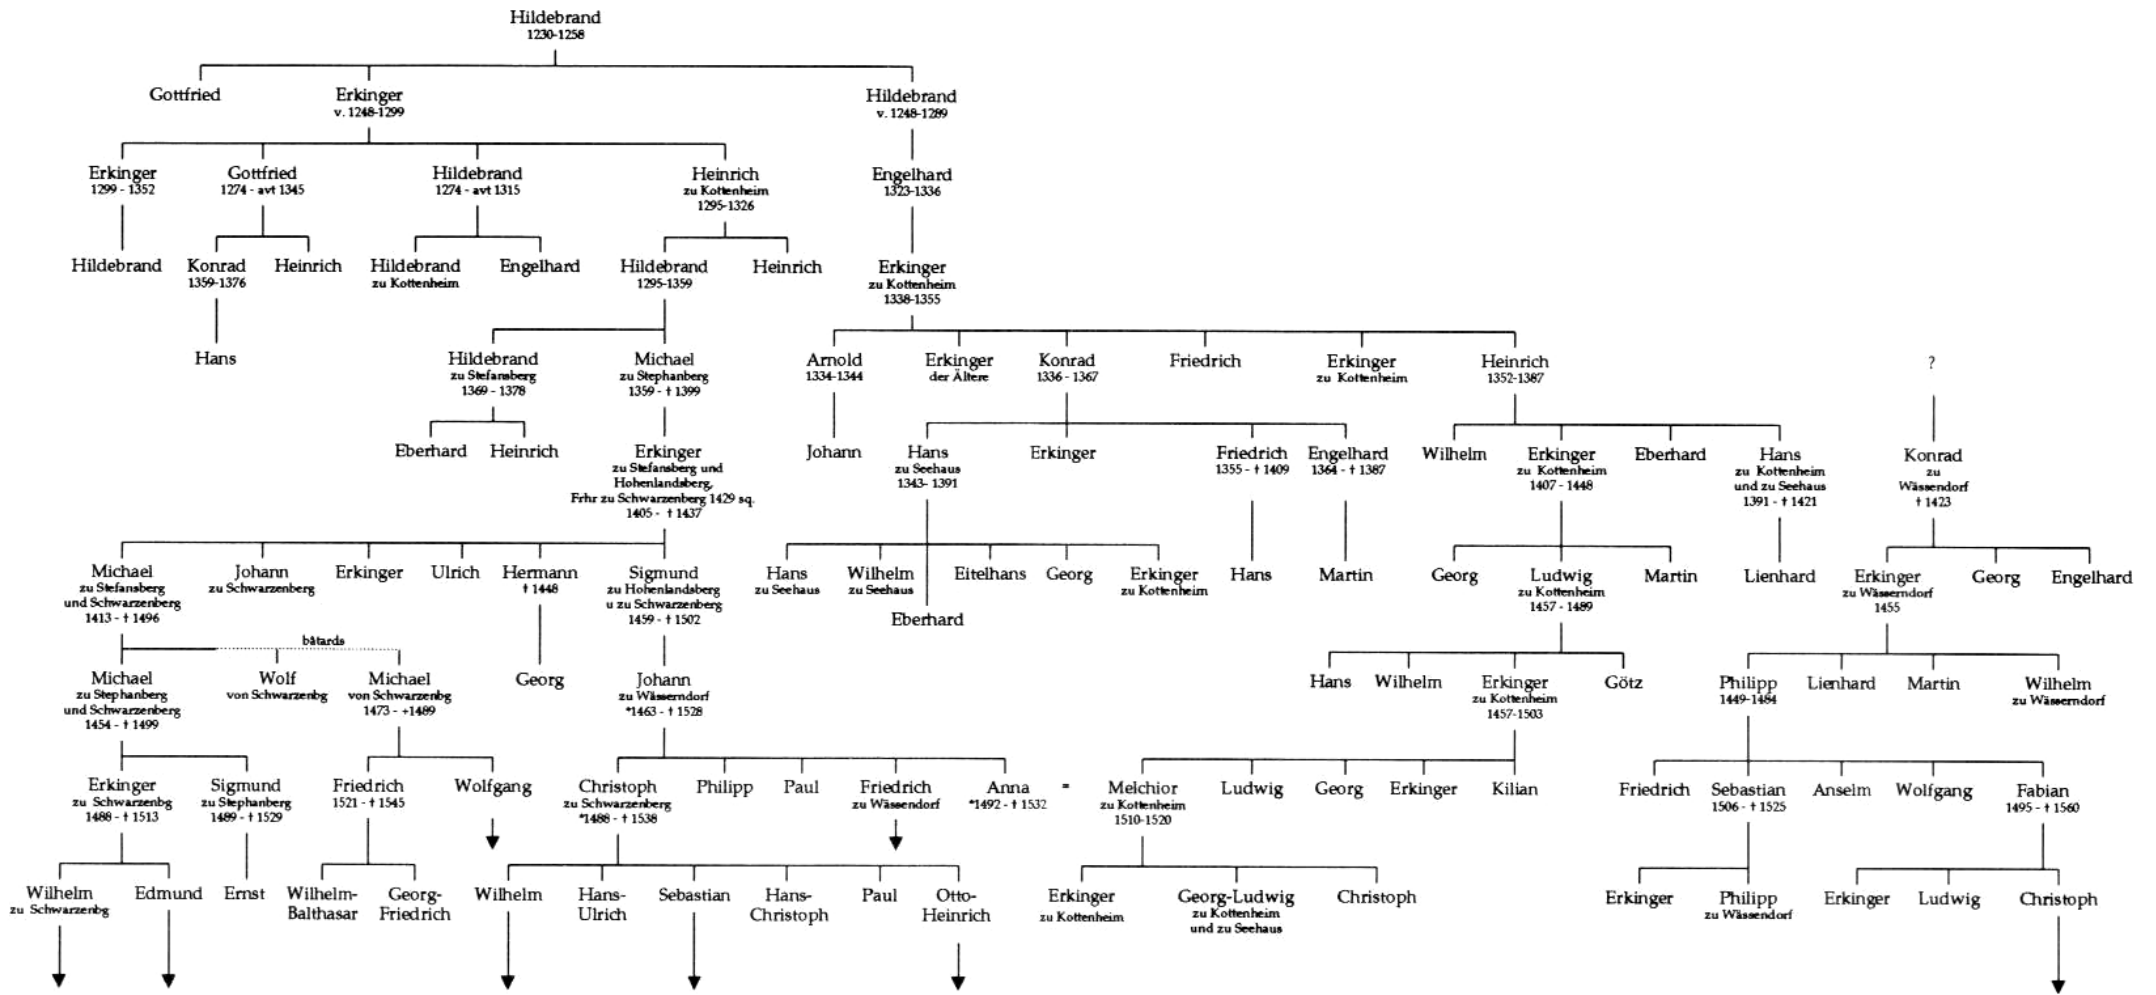 Hildebrand
1230-1258
Gottfried
Erkinger
v. 1248-1299
Hildebrand
v. 1248-1289
Erkinger
1299 - 1352
Gottfried
1274 - avt 1345
Hildebrand
1274 - avt 1315
Heinrich
zu Kottenheim
1295-1326
Engelhard
1323-1336
Hildebrand
Konrad
1359-1376
Heinrich
Hildebrand
zu Kottenheim
Engelhard
Hildebrand
1295-1359
Heinrich
Erkinger
zu Kottenheim
1338-1355
Hans
Hildebrand
zu Stefansberg
1369 - 1378
Michael
zu Stephanberg
1359 - † 1399
Arnold
1334-1344
Erkinger
der Ältere
Konrad
1336 - 1367
Friedrich
Erkinger
zu Kottenheim
Heinrich
1352-1387
?
Eberhard
Heinrich
Erkinger
zu Stefansberg und
Hohenlandsberg,
Frhr zu Schwarzenberg 1429 sq.
1405 - † 1437
Johann
Hans
zu Seehaus
1343- 1391
Erkinger
Friedrich
1355 - † 1409
Engelhard
1364 - † 1387
Wilhelm
Erkinger
zu Kottenheim
1407 - 1448
Eberhard
Hans
zu Kottenheim
und zu Seehaus
1391 - † 1421
Konrad
zu
Wässendorf
† 1423
Michael
zu Stefansberg
und Schwarzenberg
1413 - † 1496
Johann
zu Schwarzenberg
Erkinger
Ulrich
Hermann
† 1448
Sigmund
zu Hohenlandsberg
u zu Schwarzenberg
1459 - † 1502
Hans
zu Seehaus
Wilhelm
zu Seehaus
Eitelhans
Georg
Erkinger
zu Kottenheim
Hans
Martin
Georg
Ludwig
zu Kottenheim
1457 - 1489
Martin
Lienhard
Erkinger
zu Wässerndorf
1455
Georg
Engelhard
Eberhard
bâtards
Michael
zu Stephanberg
und Schwarzenberg
1454 - † 1499
Wolf
von Schwarzenbg
Michael
von Schwarzenbg
1473 - +1489
Georg
Johann
zu Wässerndorf
*1463 - † 1528
Hans
Wilhelm
Erkinger
zu Kottenheim
1457-1503
Götz
Philipp
1449-1484
Lienhard
Martin
Wilhelm
zu Wässerndorf
Erkinger
zu Schwarzenbg
1488 - † 1513
Sigmund
zu Stephanberg
1489 - † 1529
Friedrich
1521 - † 1545
Wolfgang
Christoph
zu Schwarzenberg
*1488 - † 1538
Philipp
Paul
Friedrich
zu Wässendorf
Anna
*1492 - † 1532
=
Melchior
zu Kottenheim
1510-1520
Ludwig
Georg
Erkinger
Kilian
Friedrich
Sebastian
1506 - † 1525
Anselm
Wolfgang
Fabian
1495 - † 1560
Wilhelm
zu Schwarzenbg
Edmund
Ernst
Wilhelm-
Balthasar
Georg-
Friedrich
Wilhelm
Hans-
Ulrich
Sebastian
Hans-
Christoph
Paul
Otto-
Heinrich
Erkinger
zu Kottenheim
Georg-Ludwig
zu Kottenheim
und zu Seehaus
Christoph
Erkinger
Philipp
zu Wässendorf
Erkinger
Ludwig
Christoph